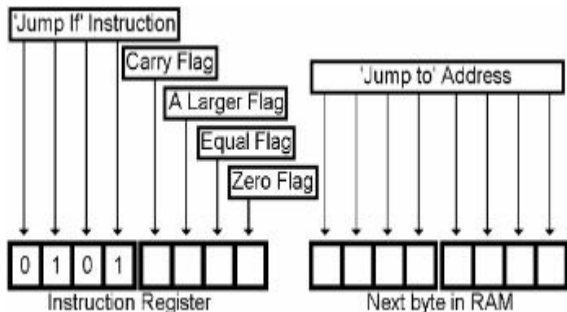 'Jump If' Instruction
Carry Flag
'Jump to' Address
A Larger Flag
Equal Flag
Zero Flag
0 1 0 1
Instruction Register
Next byte in RAM